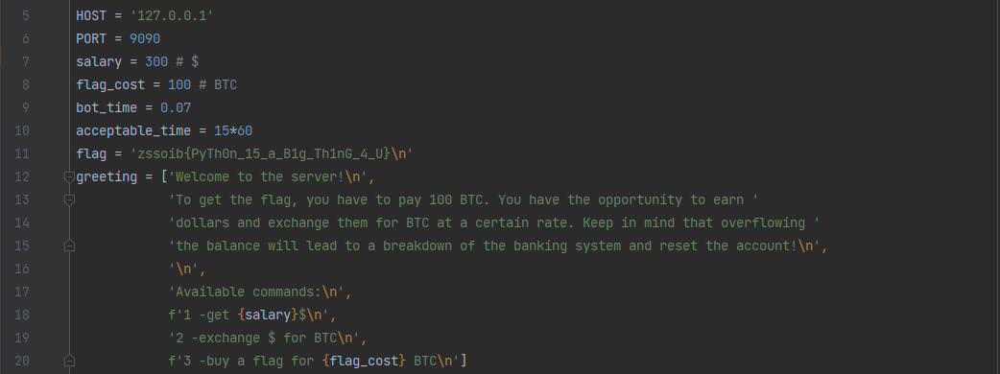 5 HOST = '127.0.0.1'
6 PORT = 9090
7 salary = 300 # $
8 flag_cost = 100 # BTC
9 bot_time = 0.07
10 acceptable_time = 15*60
11 flag = 'zssoib{PyTh0n_15_a_B1g_Th1nG_4_U}\n'
12 greeting = ['Welcome to the server!\n',
13 'To get the flag, you have to pay 100 BTC. You have the opportunity to earn '
14 'dollars and exchange them for BTC at a certain rate. Keep in mind that overflowing '
15 'the balance will lead to a breakdown of the banking system and reset the account!\n',
16 '\n',
17 'Available commands:\n',
18 f'1 -get {salary}$\n',
19 '2 -exchange $ for BTC\n',
20 f'3 -buy a flag for {flag_cost} BTC\n']